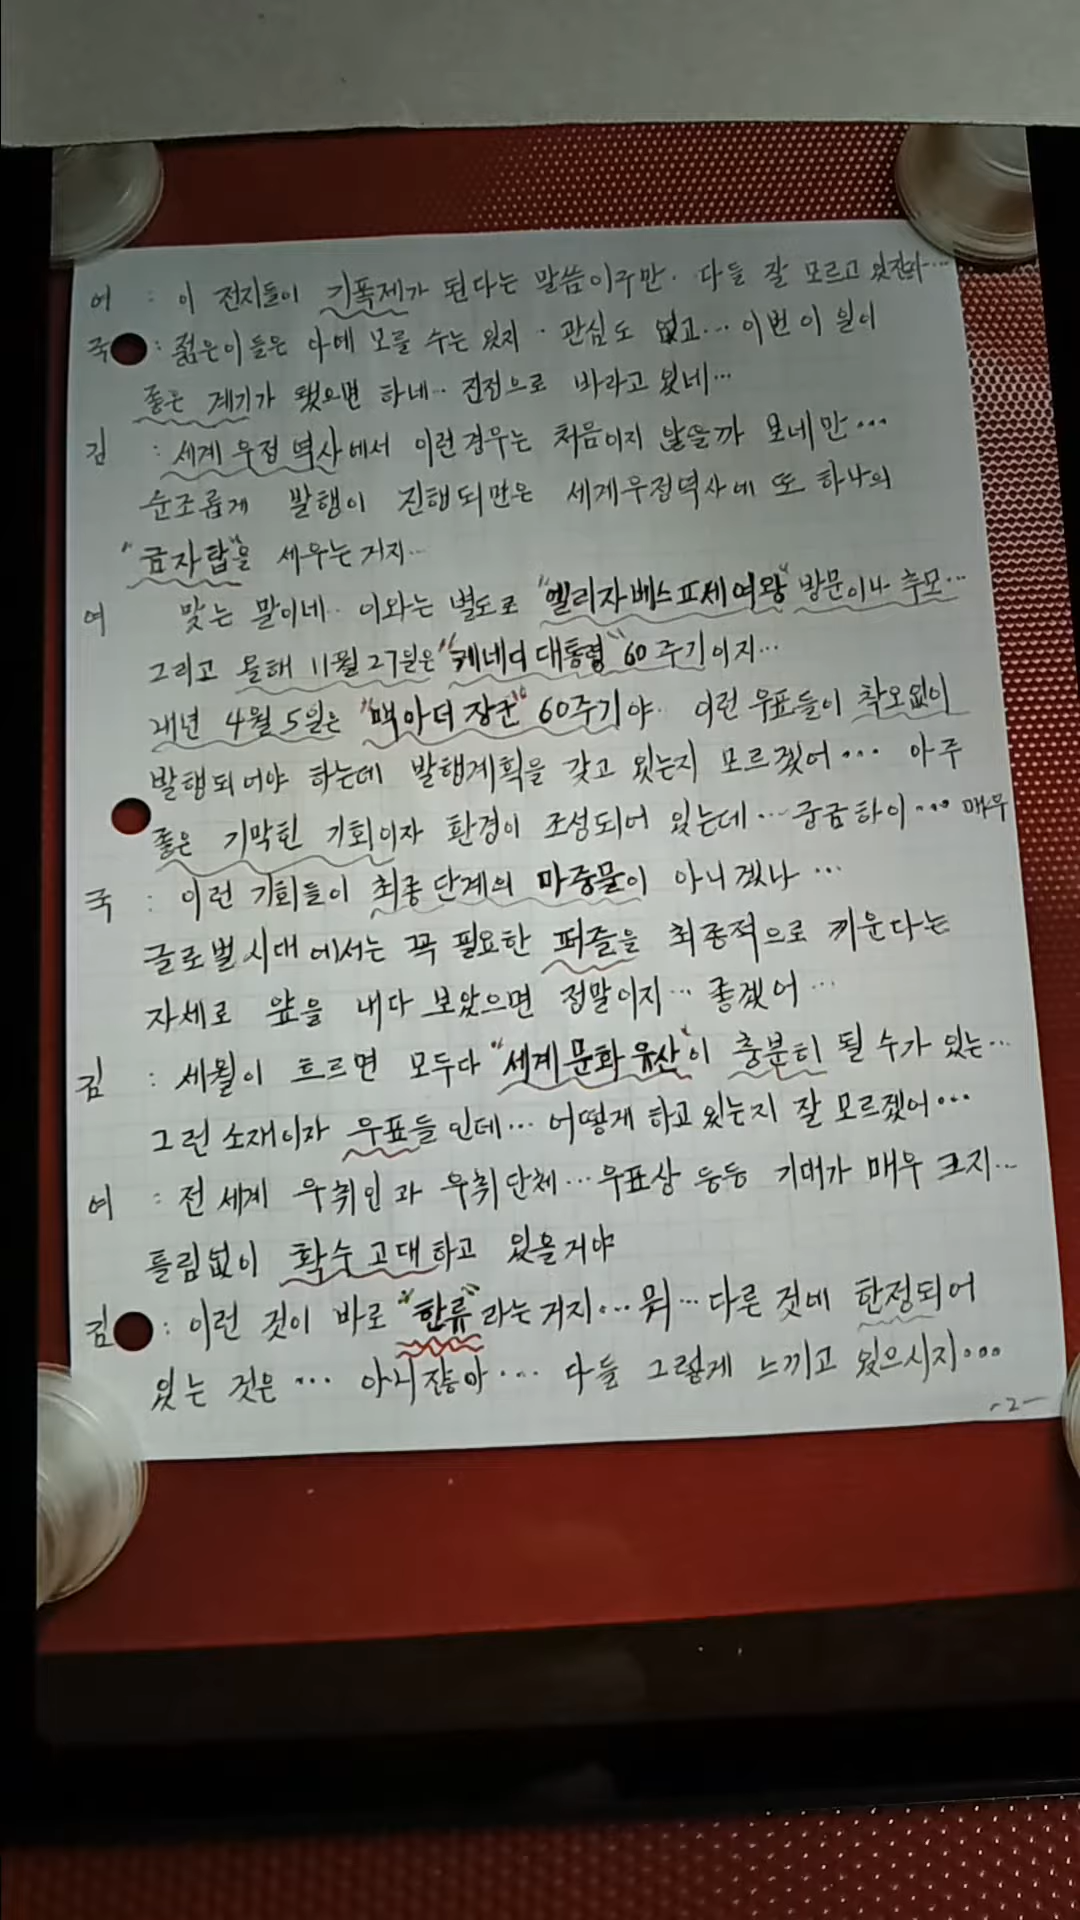 여 : 이 전지들이 기폭제가 된다는 말씀이구만. 다들 잘 모르고 있잖나...
국 : 젊은이들은 아예 모를 수는 있지. 관심도 없고... 이번 이 일이
좋은 계기가 됐으면 하네.. 진정으로 바라고 있네...
김 : 세계 우정 역사에서 이런 경우는 처음이지 않을까 보네만...
순조롭게 발행이 진행되만은 세계우정역사에 또 하나의
"금자탑"을 세우는 거지...
여 맞는 말이네.. 이와는 별도로 "엘리자베스 프세여왕" 방문이나 추모...
그리고 올해 11월 27일은 "케네디 대통령" 60주기이지...
내년 4월 5일은 "맥아더 장군" 60주기야. 이런 우표들이 착오없이
발행되어야 하는데 발행계획을 갖고 있는지 모르겠어... 아주
좋은 기막힌 기회이자 환경이 조성되어 있는데... 궁금하이... 매우
국 : 이런 기회들이 최종 단계의 마중물이 아니겠나...
글로벌시대에서는 꼭 필요한 퍼즐을 최종적으로 끼운다는
자세로 앞을 내다 보았으면 정말이지... 좋겠어...
김 : 세월이 흐르면 모두다 "세계 문화 유산"이 충분히 될 수가 있는...
그런 소재이자 우표들인데... 어떻게 하고 있는지 잘 모르겠어...
여 : 전 세계 우취인과 우취단체... 우표상 등등 기대가 매우 크지...
틀림없이 학수고대하고 있을거야
김 : 이런 것이 바로 "한류"라는 거지... 뭐... 다른 것에 한정되어
있는 것은... 아니잖아... 다들 그렇게 느끼고 있으시지...
-2-